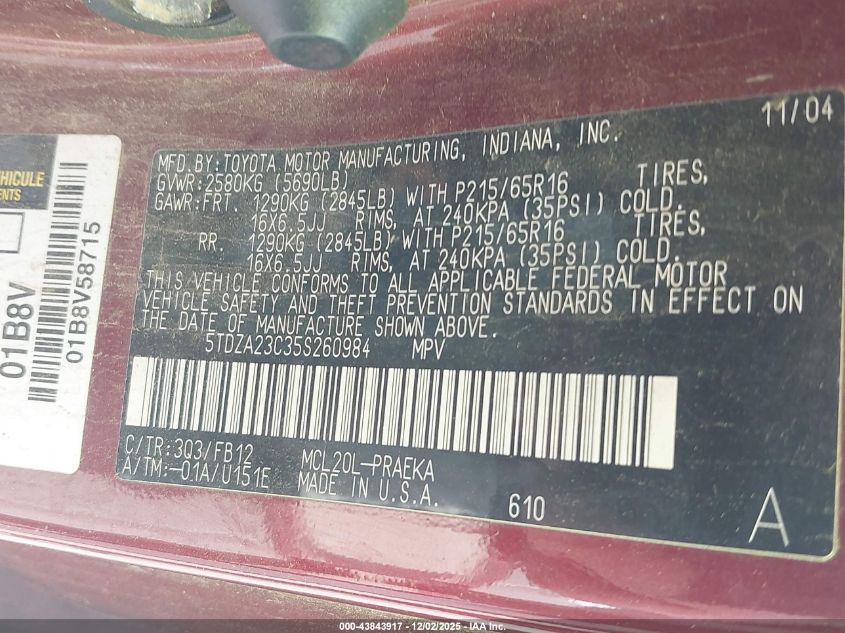 11/04
MFD. BY: TOYOTA MOTOR MANUFACTURING, INDIANA, INC.
GVWR: 2580KG (5690LB)
GAWR: FRT. 1290KG (2845LB) WITH P215/65R16 TIRES,
16X6.5JJ RIMS, AT 240KPA (35PSI) COLD.
RR. 1290KG (2845LB) WITH P215/65R16 TIRES,
16X6.5JJ RIMS, AT 240KPA (35PSI) COLD.
THIS VEHICLE CONFORMS TO ALL APPLICABLE FEDERAL MOTOR
VEHICLE SAFETY AND THEFT PREVENTION STANDARDS IN EFFECT ON
THE DATE OF MANUFACTURE SHOWN ABOVE.
5TDZA23C35S260984 MPV
C/TR: 3Q3/FB12 MCL20L-PRAEKA
A/TM: -01A/U151E MADE IN U.S.A.
610
A
HICULE
ENTS
01B8V
01B8V58715
000-43843917 - 12/02/2025 - IAAI